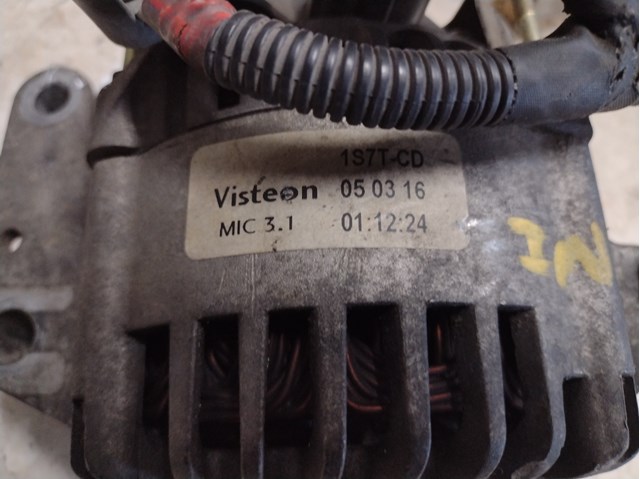 1S7T-CD
Visteon 05 03 16
MIC 3.1 01:12:24
IN